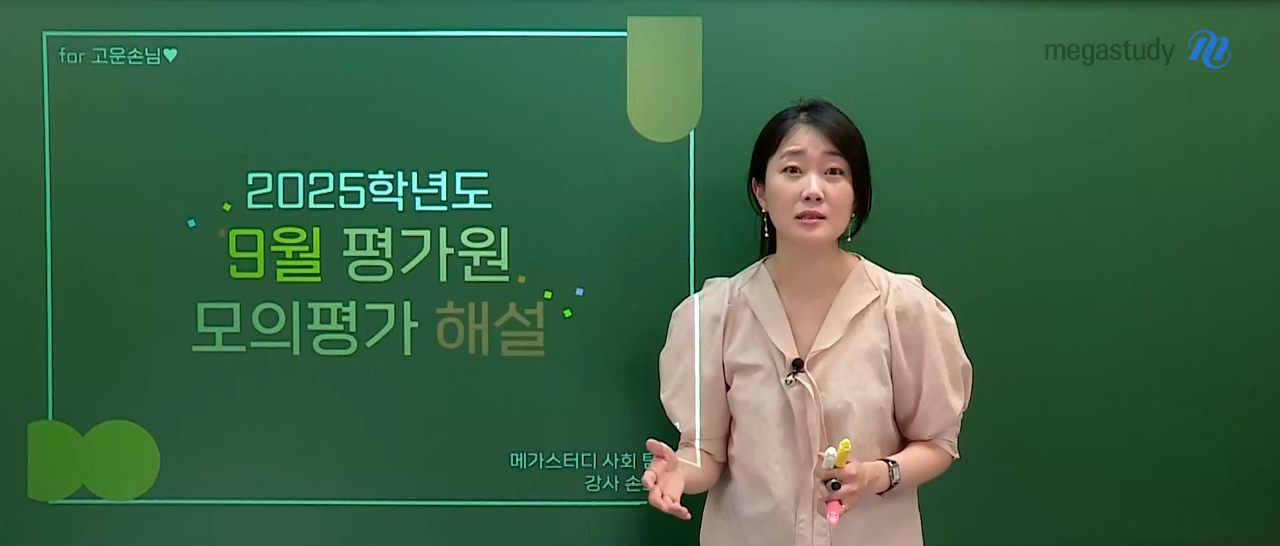 for 고운손님♥
megastudy
2025학년도
9월 평가원
모의평가 해설
메가스터디 사회
강사